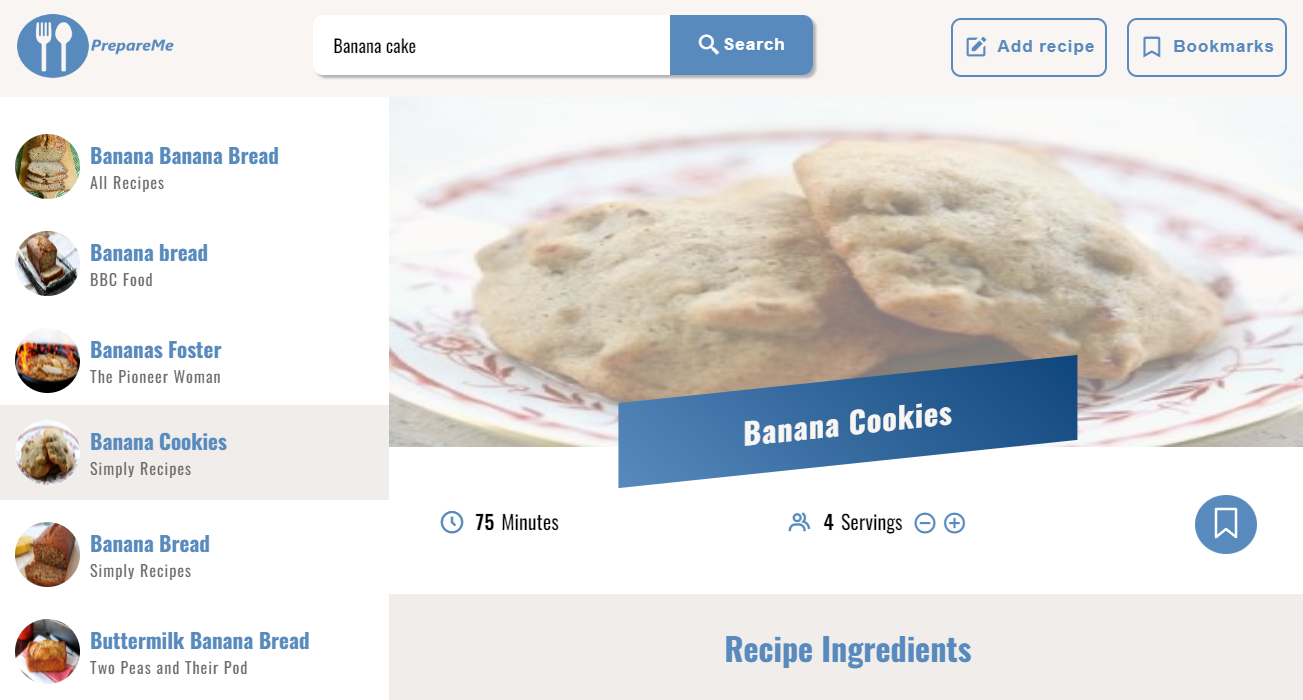 PrepareMe
Banana cake
Search
Add recipe
Bookmarks
Banana Banana Bread
All Recipes
Banana bread
BBC Food
Bananas Foster
The Pioneer Woman
Banana Cookies
Simply Recipes
Banana Bread
Simply Recipes
Buttermilk Banana Bread
Two Peas and Their Pod
Banana Cookies
75 Minutes
4 Servings
Recipe Ingredients